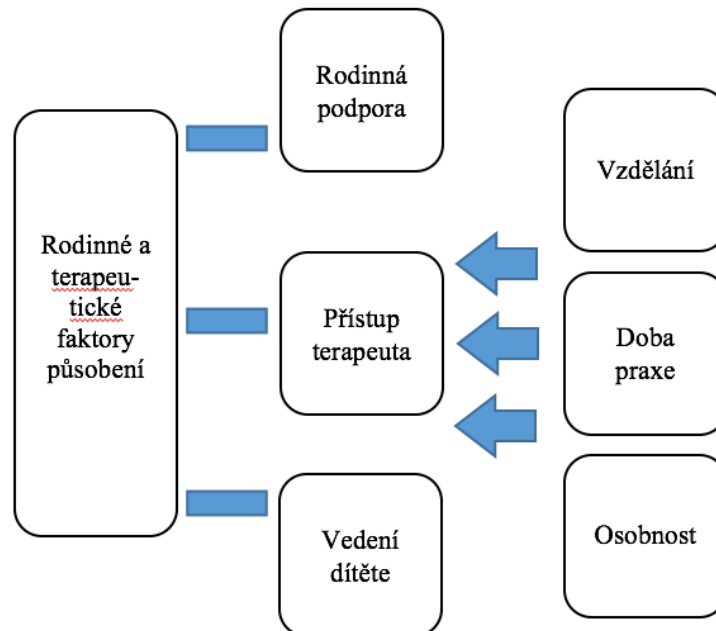 Rodinné a
terapeu-
tické
faktory
působení
Rodinná
podpora
Přístup
terapeuta
Vedení
dítěte
Vzdělání
Doba
praxe
Osobnost